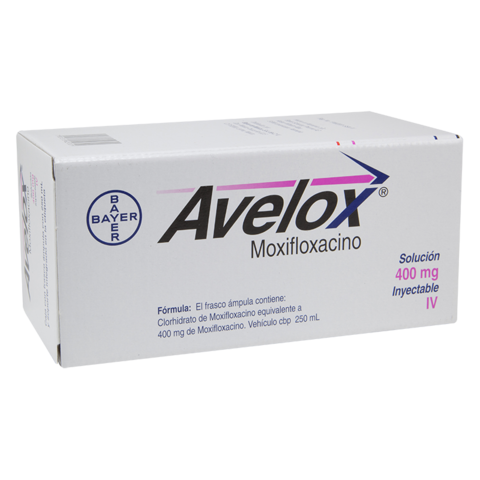 BAYER
BAYER
Avelox®
Moxifloxacino
Solución
400 mg
Inyectable
IV
Fórmula: El frasco ámpula contiene:
Clorhidrato de Moxifloxacino equivalente a
400 mg de Moxifloxacino. Vehículo cbp 250 mL
Avelox